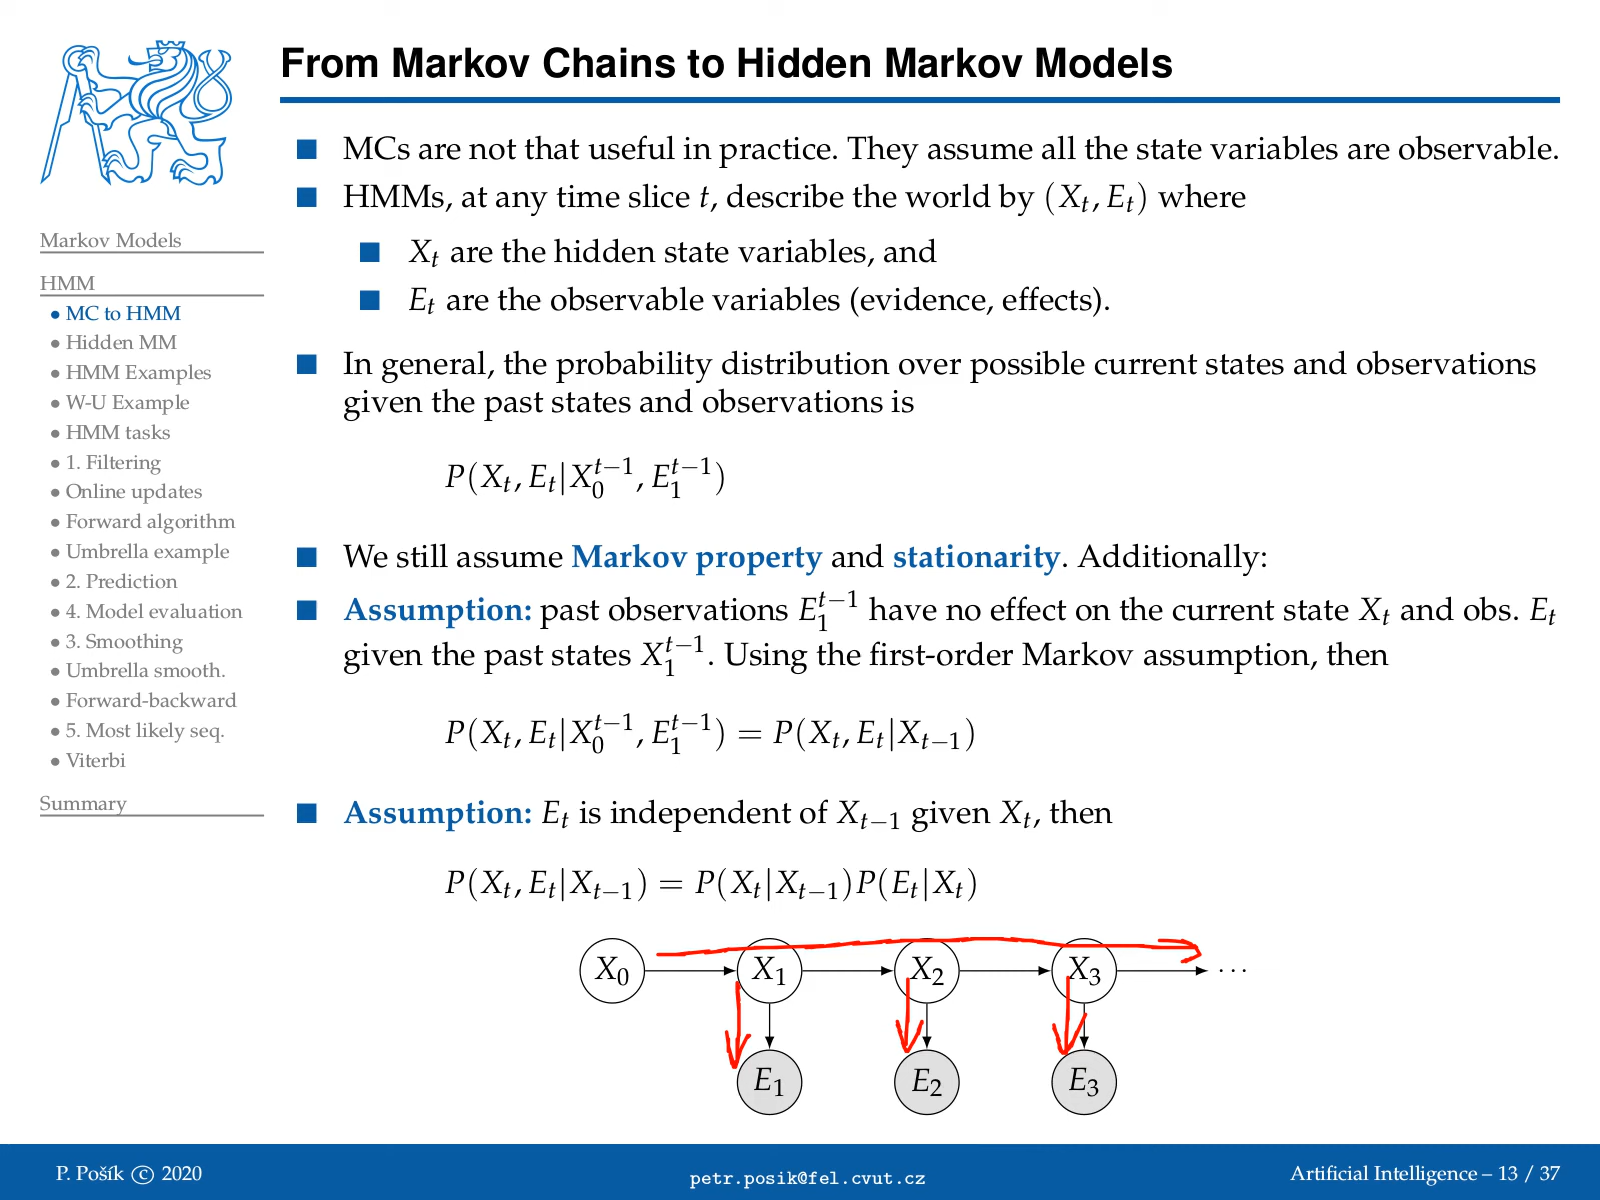 From Markov Chains to Hidden Markov Models
Markov Models
HMM
• MC to HMM
• Hidden MM
• HMM Examples
• W-U Example
• HMM tasks
• 1. Filtering
• Online updates
• Forward algorithm
• Umbrella example
• 2. Prediction
• 4. Model evaluation
• 3. Smoothing
• Umbrella smooth.
• Forward-backward
• 5. Most likely seq.
• Viterbi
Summary
■ MCs are not that useful in practice. They assume all the state variables are observable.
■ HMMs, at any time slice t, describe the world by (X_t, E_t) where
■ X_t are the hidden state variables, and
■ E_t are the observable variables (evidence, effects).
■ In general, the probability distribution over possible current states and observations
given the past states and observations is
P(X_t, E_t|X_0^{t−1}, E_1^{t−1})
■ We still assume Markov property and stationarity. Additionally:
■ Assumption: past observations E_1^{t−1} have no effect on the current state X_t and obs. E_t
given the past states X_1^{t−1}. Using the first-order Markov assumption, then
P(X_t, E_t|X_0^{t−1}, E_1^{t−1}) = P(X_t, E_t|X_{t−1})
■ Assumption: E_t is independent of X_{t−1} given X_t, then
P(X_t, E_t|X_{t−1}) = P(X_t|X_{t−1})P(E_t|X_t)
X_0 X_1 X_2 X_3 ···
E_1 E_2 E_3
P. Pošík © 2020
petr.posik@fel.cvut.cz
Artificial Intelligence – 13 / 37